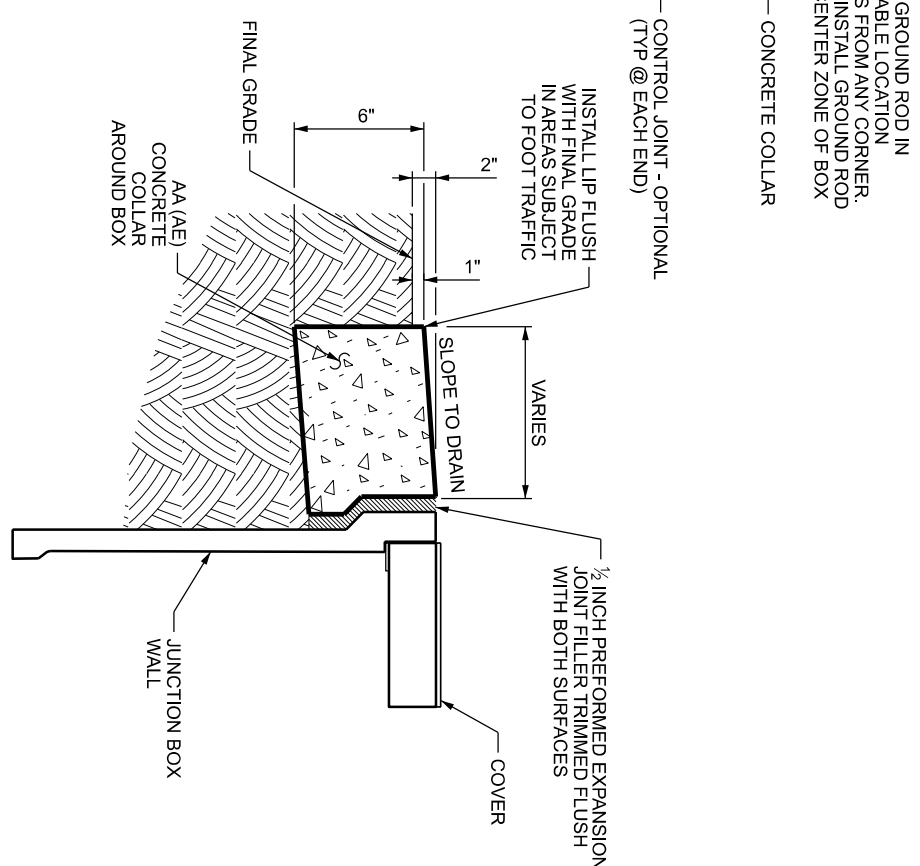 GROUND ROD IN
ABLE LOCATION
S FROM ANY CORNER.
INSTALL GROUND ROD
CENTER ZONE OF BOX
CONCRETE COLLAR
CONTROL JOINT - OPTIONAL
(TYP @ EACH END)
INSTALL LIP FLUSH
WITH FINAL GRADE
IN AREAS SUBJECT
TO FOOT TRAFFIC
VARIES
½ INCH PREFORMED EXPANSION
JOINT FILLER TRIMMED FLUSH
WITH BOTH SURFACES
2"
1"
SLOPE TO DRAIN
COVER
6"
FINAL GRADE
AA (AE)
CONCRETE
COLLAR
AROUND BOX
JUNCTION BOX
WALL